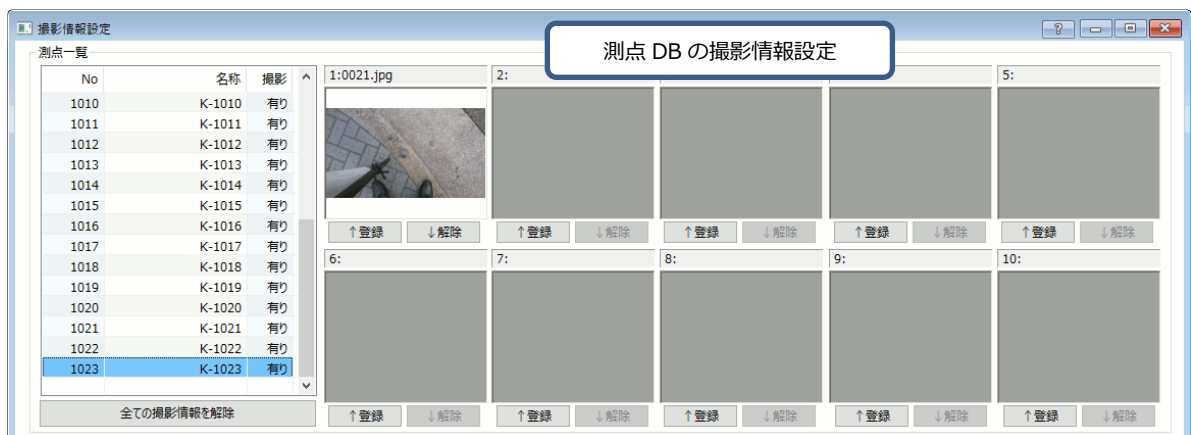 撮影情報設定
測点 DB の撮影情報設定
測点一覧
No 名称 撮影
1010 K-1010 有り
1011 K-1011 有り
1012 K-1012 有り
1013 K-1013 有り
1014 K-1014 有り
1015 K-1015 有り
1016 K-1016 有り
1017 K-1017 有り
1018 K-1018 有り
1019 K-1019 有り
1020 K-1020 有り
1021 K-1021 有り
1022 K-1022 有り
1023 K-1023 有り
全ての撮影情報を解除
1:0021.jpg 2: 5:
↑登録 ↓解除 ↑登録 ↓解除 ↑登録 ↓解除 ↑登録 ↓解除 ↑登録 ↓解除
6: 7: 8: 9: 10:
↑登録 ↓解除 ↑登録 ↓解除 ↑登録 ↓解除 ↑登録 ↓解除 ↑登録 ↓解除